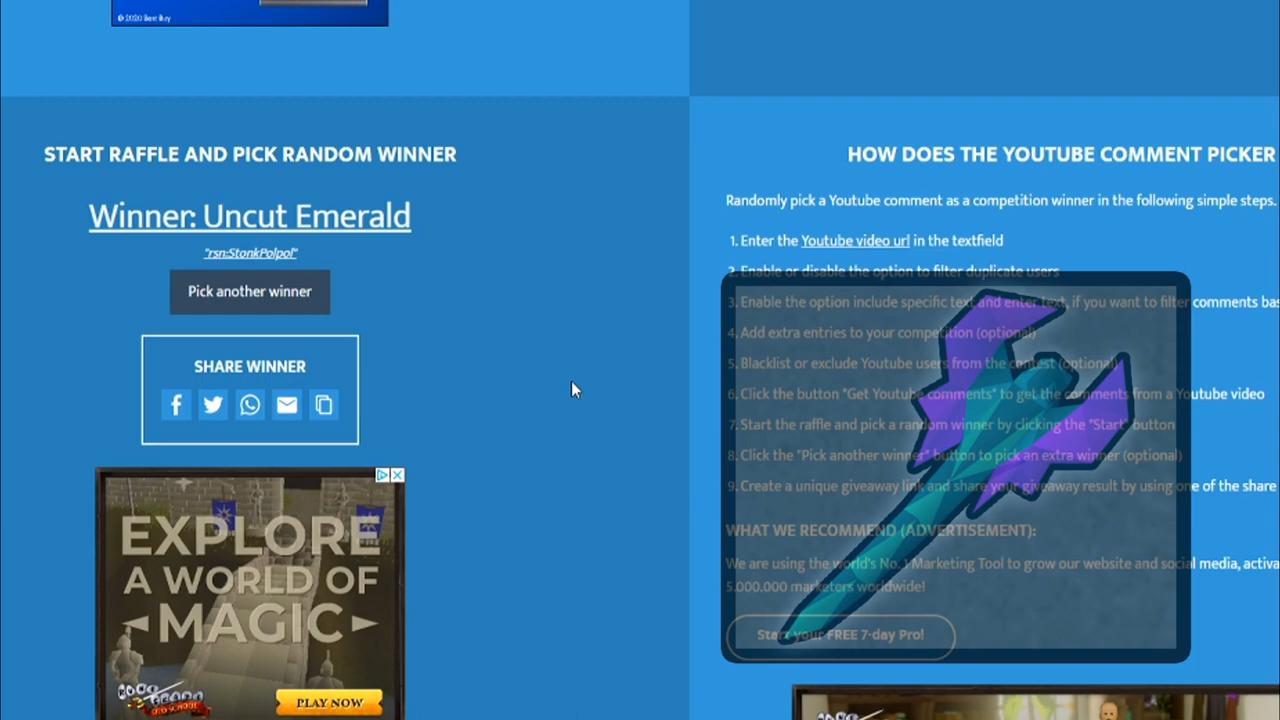 © 2020 Best Buy
START RAFFLE AND PICK RANDOM WINNER
Winner: Uncut Emerald
"rsn:StonkPolpol"
Pick another winner
SHARE WINNER
EXPLORE
A WORLD OF
MAGIC
OLD SCHOOL
PLAY NOW
HOW DOES THE YOUTUBE COMMENT PICKER
Randomly pick a Youtube comment as a competition winner in the following simple steps.
1. Enter the Youtube video url in the textfield
2. Enable or disable the option to filter duplicate users
3. Enable the option include specific text and enter text, if you want to filter comments bas
4. Add extra entries to your competition (optional)
5. Blacklist or exclude Youtube users from the contest (optional)
6. Click the button "Get Youtube comments" to get the comments from a Youtube video
7. Start the raffle and pick a random winner by clicking the "Start" button
8. Click the "Pick another winner" button to pick an extra winner (optional)
9. Create a unique giveaway link and share your giveaway result by using one of the share
WHAT WE RECOMMEND (ADVERTISEMENT):
We are using the world's No. 1 Marketing Tool to grow our website and social media, activa
5.000.000 marketers worldwide!
Start your FREE 7-day Pro!